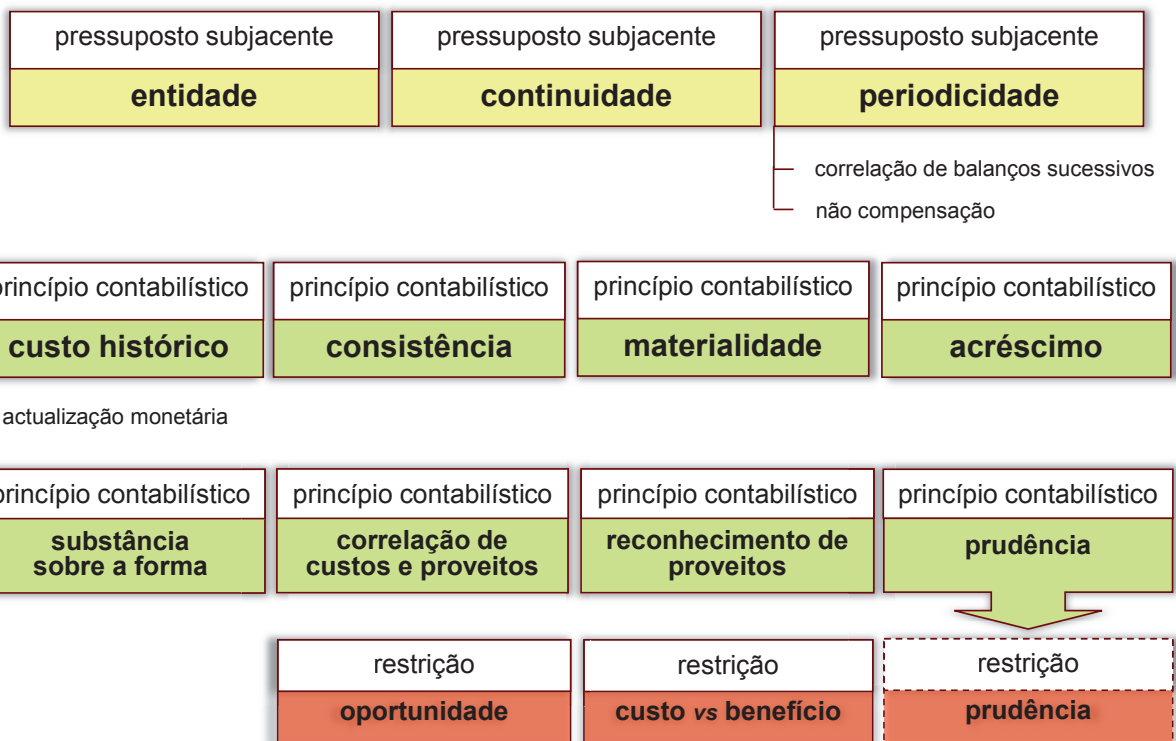 pressuposto subjacente pressuposto subjacente pressuposto subjacente
entidade continuidade periodicidade
correlação de balanços sucessivos
não compensação
princípio contabilístico princípio contabilístico princípio contabilístico princípio contabilístico
custo histórico consistência materialidade acréscimo
actualização monetária
princípio contabilístico princípio contabilístico princípio contabilístico princípio contabilístico
substância
sobre a forma
correlação de
custos e proveitos
reconhecimento de
proveitos
prudência
restrição restrição restrição
oportunidade custo vs benefício prudência